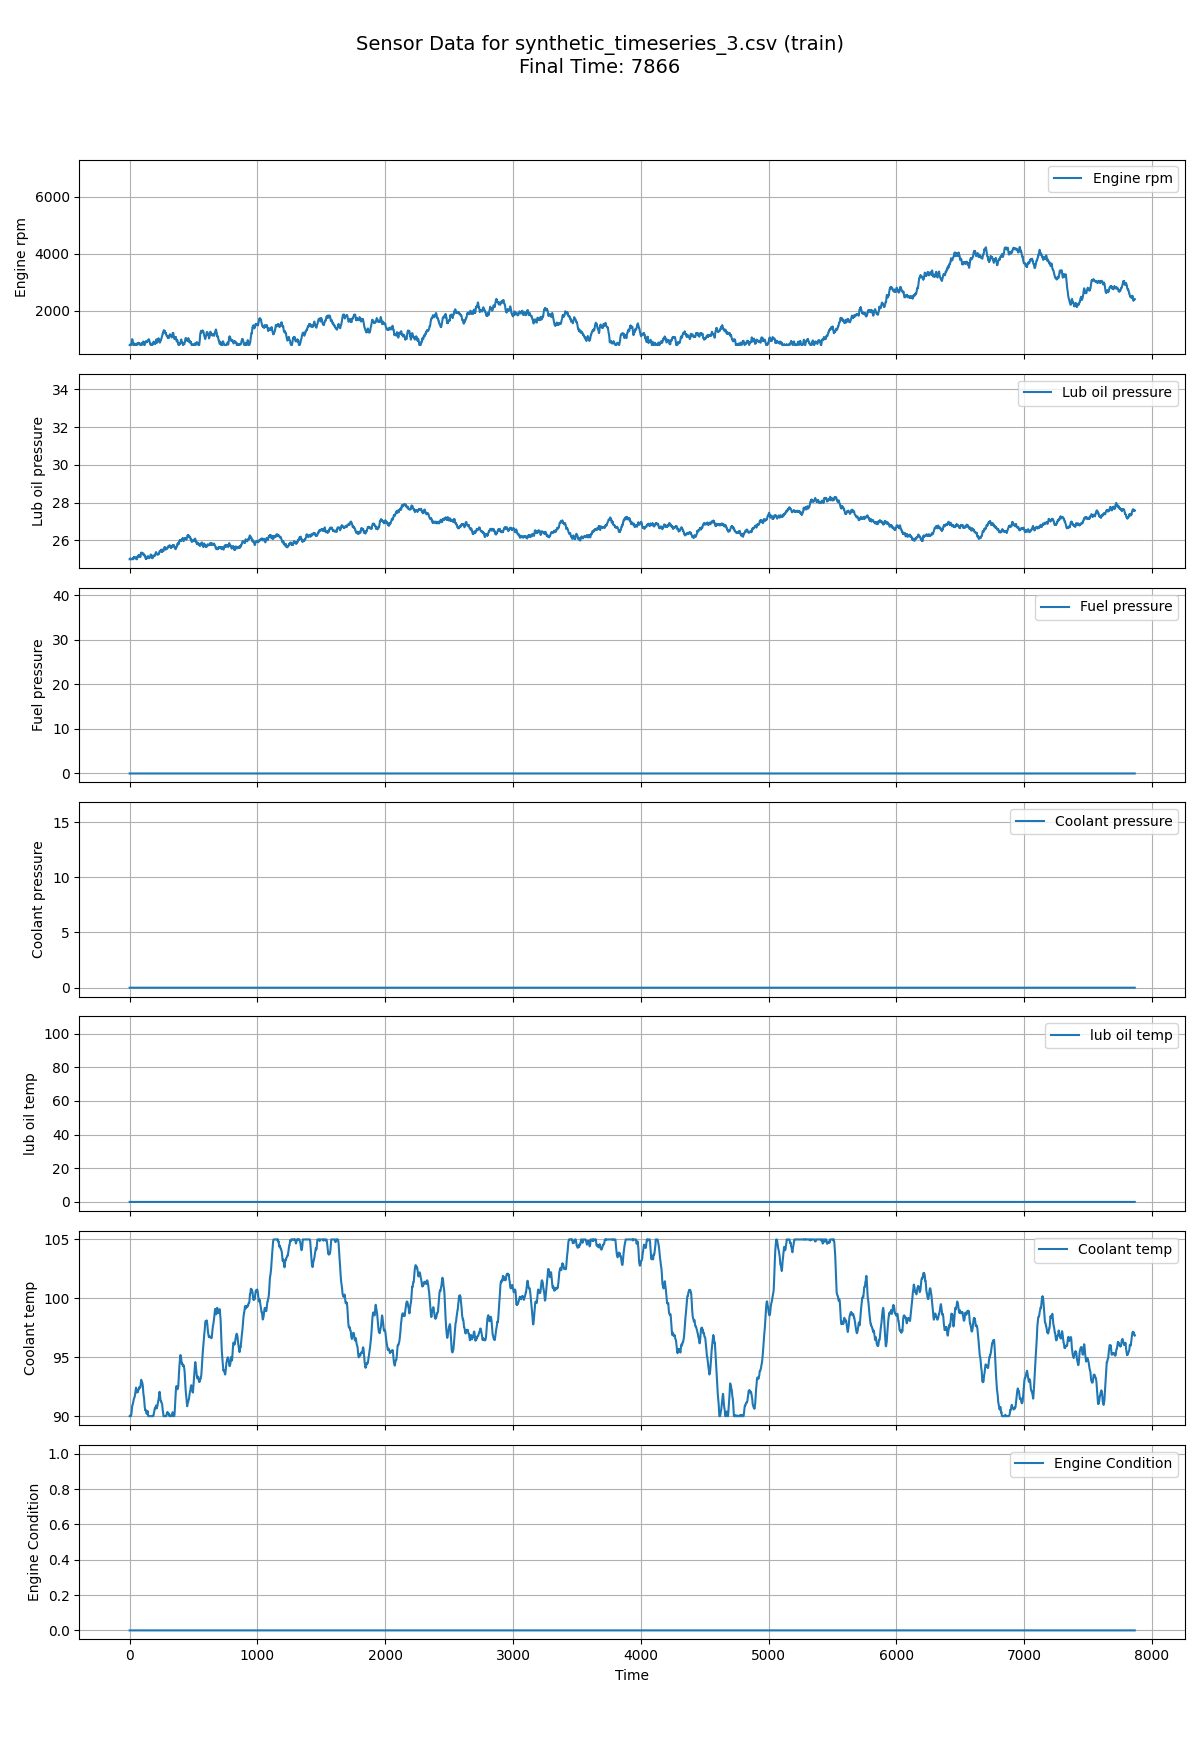 Sensor Data for synthetic_timeseries_3.csv (train)
Final Time: 7866
Engine rpm
6000
4000
2000
Engine rpm
Lub oil pressure
34
32
30
28
26
Lub oil pressure
Fuel pressure
40
30
20
10
0
Fuel pressure
Coolant pressure
15
10
5
0
Coolant pressure
lub oil temp
100
80
60
40
20
0
lub oil temp
Coolant temp
105
100
95
90
Coolant temp
Engine Condition
1.0
0.8
0.6
0.4
0.2
0.0
Engine Condition
0 1000 2000 3000 4000 5000 6000 7000 8000
Time